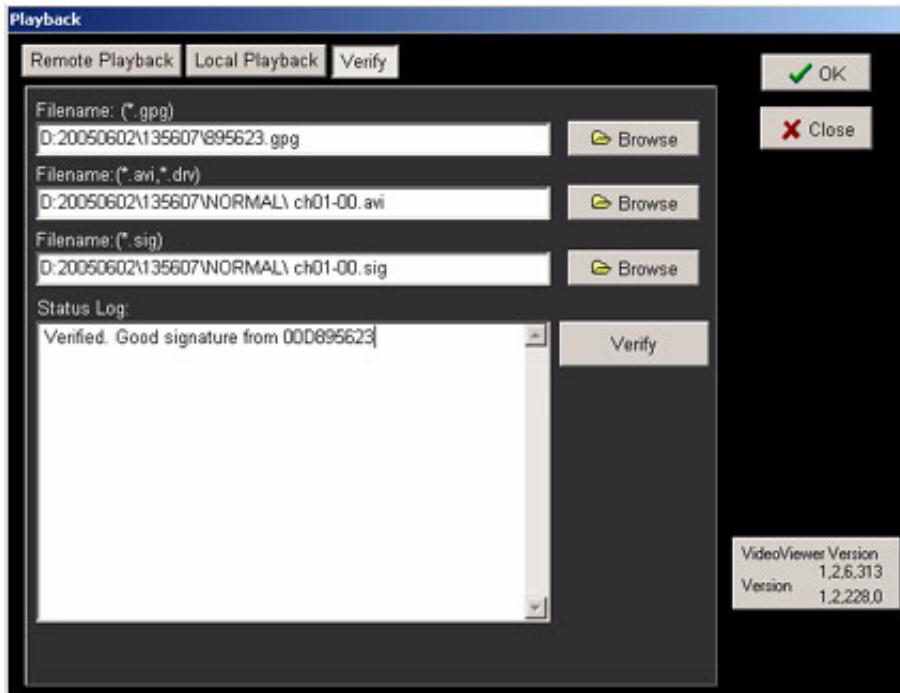 Playback
Remote Playback Local Playback Verify
OK
Close
Filename: (*.gpg)
D:20050602\135607\895623.gpg
Browse
Filename:(*.avi,*.drv)
D:20050602\135607\NORMAL\ ch01-00.avi
Browse
Filename:(*.sig)
D:20050602\135607\NORMAL\ ch01-00.sig
Browse
Status Log:
Verified. Good signature from 00D895623
Verify
VideoViewer Version
1,2,6,313
Version
1,2,228,0